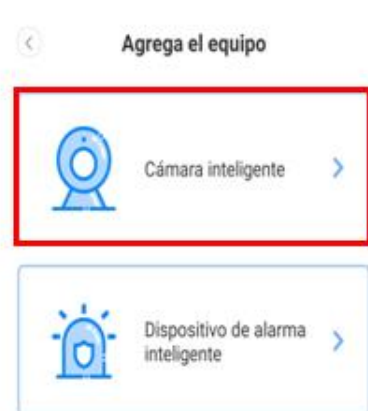 Agrega el equipo
Cámara inteligente
Dispositivo de alarma
inteligente